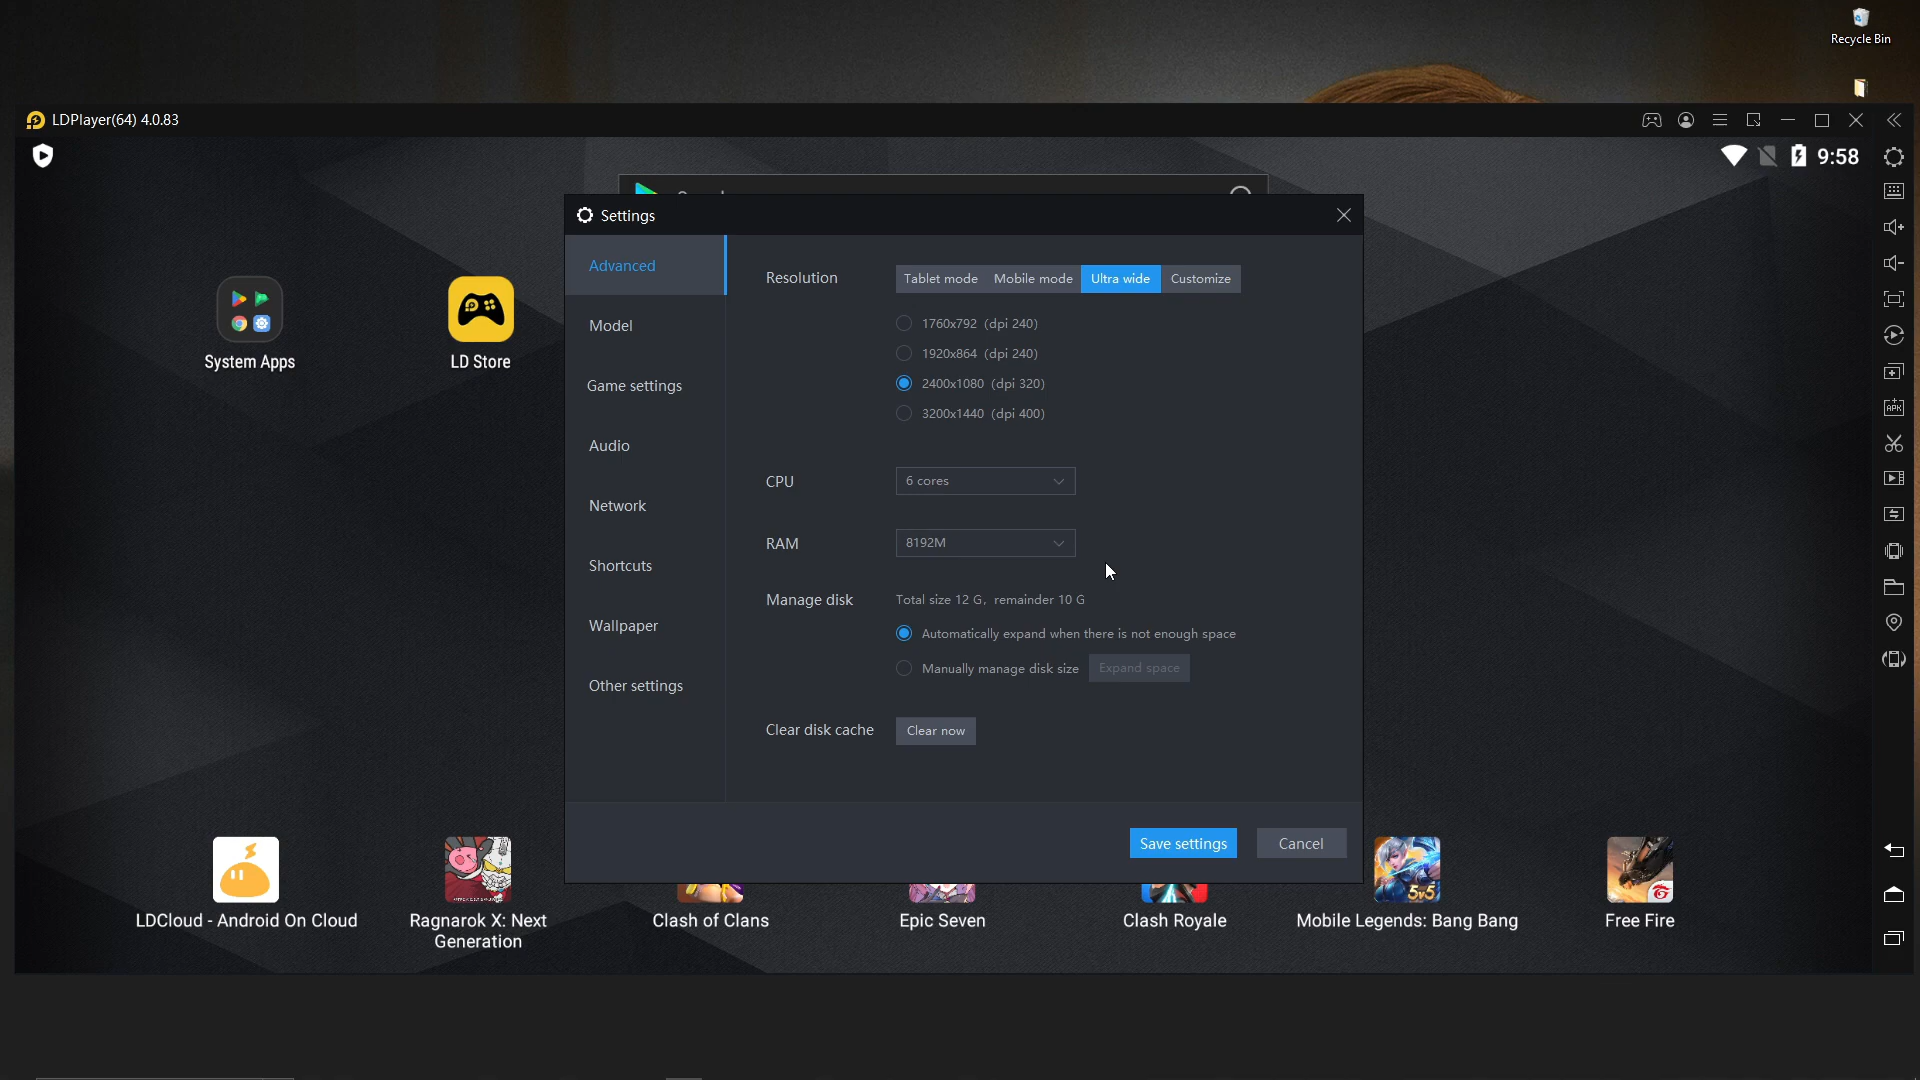 Recycle Bin
LDPlayer(64) 4.0.83
9:58
Settings
Advanced
Model
Game settings
Audio
Network
Shortcuts
Wallpaper
Other settings
Resolution
Tablet mode Mobile mode Ultra wide Customize
1760x792 (dpi 240)
1920x864 (dpi 240)
2400x1080 (dpi 320)
3200x1440 (dpi 400)
CPU 6 cores
RAM 8192M
Manage disk Total size 12 G, remainder 10 G
Automatically expand when there is not enough space
Manually manage disk size Expand space
Clear disk cache Clear now
Save settings Cancel
System Apps
LD Store
APK
5v5
LDCloud - Android On Cloud
Ragnarok X: Next
Generation
Clash of Clans
Epic Seven
Clash Royale
Mobile Legends: Bang Bang
Free Fire